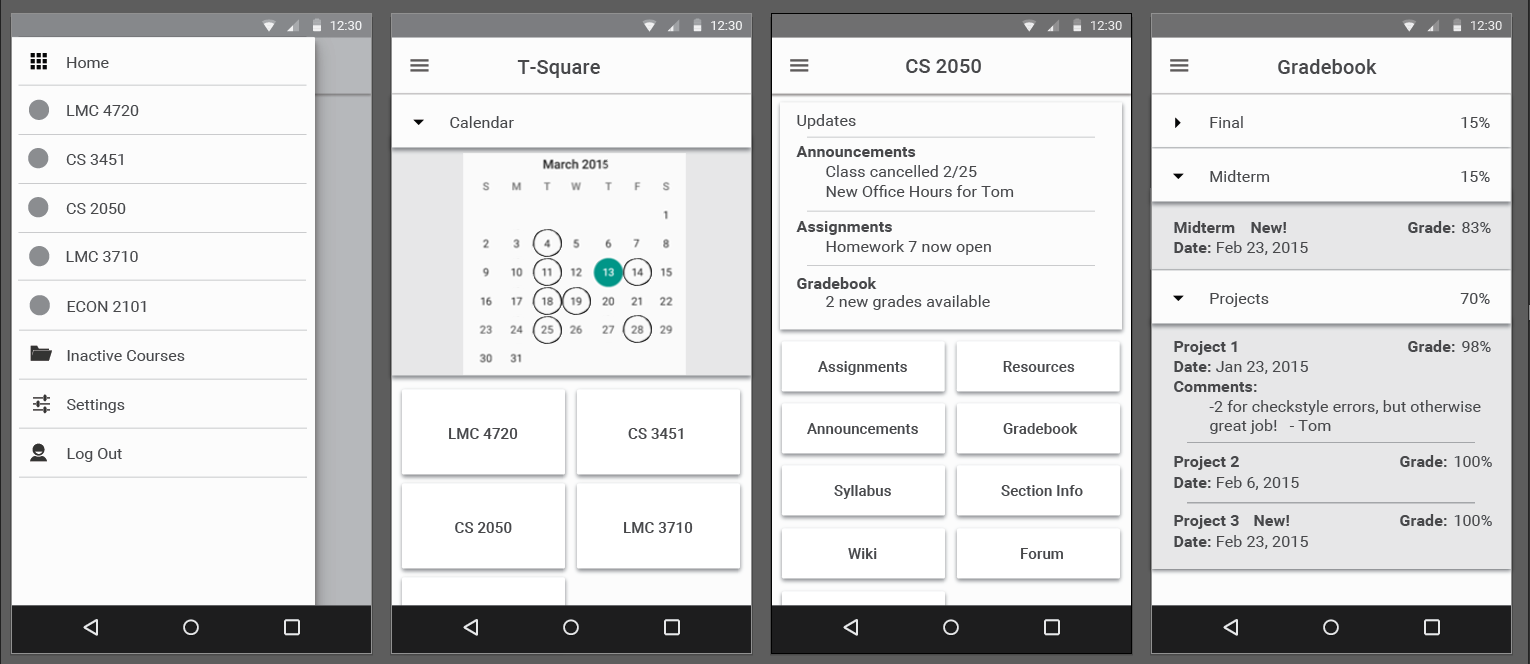 12:30
Home
LMC 4720
CS 3451
CS 2050
LMC 3710
ECON 2101
Inactive Courses
Settings
Log Out
12:30
T-Square
Calendar
March 2015
S M T W T F S
1
2 3 4 5 6 7 8
9 10 11 12 13 14 15
16 17 18 19 20 21 22
23 24 25 26 27 28 29
30 31
LMC 4720 CS 3451
CS 2050 LMC 3710
12:30
CS 2050
Updates
Announcements
Class cancelled 2/25
New Office Hours for Tom
Assignments
Homework 7 now open
Gradebook
2 new grades available
Assignments Resources
Announcements Gradebook
Syllabus Section Info
Wiki Forum
12:30
Gradebook
Final 15%
Midterm 15%
Midterm New! Grade: 83%
Date: Feb 23, 2015
Projects 70%
Project 1 Grade: 98%
Date: Jan 23, 2015
Comments:
-2 for checkstyle errors, but otherwise
great job! - Tom
Project 2 Grade: 100%
Date: Feb 6, 2015
Project 3 New! Grade: 100%
Date: Feb 23, 2015